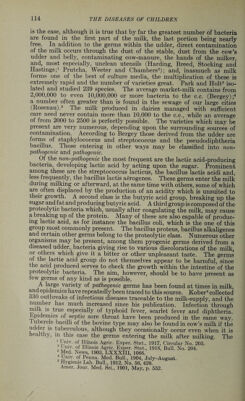 114 THE DISEASES OF CHILDREN
is the case, although it is true that by far the greatest number of bacteria
are found in the first part of the milk, the last portion being nearly
free. In addition to the germs within the udder, direct contamination
of the milk occurs through the dust of the stable, dust from the cow's
udder and belly, contaminating cow-manure, the hands of the milker,
and, most especially, unclean utensils (Harding, Breed, Stocking and
Hastings,¹ Prutcha, Weeter and Chambers²); and, inasmuch as milk
forms one of the best of culture media, the multiplication of these is
extremely rapid and the number of varieties great. Park and Holt³ iso-
lated and studied 239 species. The average market-milk contains from
2,000,000 to even 10,000,000 or more bacteria to the c.c. (Bergey);⁴
a number often greater than is found in the sewage of our large cities
(Rosenau).⁵ The milk produced in dairies managed with sufficient
care need never contain more than 10,000 to the c.c., while an average
of from 2000 to 2500 is perfectly possible. The varieties which may be
present are very numerous, depending upon the surrounding sources of
contamination. According to Bergey those derived from the udder are
forms of staphylococcus and streptococcus and the pseudodiphtheria
bacillus. Those entering in other ways may be classified into non-
pathogenic and pathogenic.
Of the non-pathogenic the most frequent are the lactic acid-producing
bacteria, developing lactic acid by acting upon the sugar. Prominent
among these are the streptococcus lacticus, the bacillus lactis acidi and,
less frequently, the bacillus lactis aërogenes. These germs enter the milk
during milking or afterward, at the same time with others, some of which
are often displaced by the production of an acidity which is unsuited to
their growth. A second class is the butyric acid group, breaking up the
sugar and fat and producing butyric acid. A third group is composed of the
proteolytic bacteria which, usually after coagulating the milk, may cause
a breaking up of the protein. Many of these are also capable of produc-
ing lactic acid, as for instance the bacillus coli, which is the one of this
group most commonly present. The bacillus proteus, bacillus alkaligenes
and certain other germs belong to the proteolytic class. Numerous other
organisms may be present, among them pyogenic germs derived from a
diseased udder, bacteria giving rise to various discolorations of the milk,
or others which give it a bitter or other unpleasant taste. The germs
of the lactic acid group do not themselves appear to be harmful, since
the acid produced serves to check the growth within the intestine of the
proteolytic bacteria. The aim, however, should be to have present as
few germs of any kind as is possible.
A large variety of pathogenic germs has been found at times in milk,
and epidemics have repeatedly been traced to this source. Kober⁶ collected
330 outbreaks of infectious diseases traceable to the milk-supply, and the
number has much increased since his publication. Infection through
milk is true especially of typhoid fever, scarlet fever and diphtheria.
Epidemics of septic sore throat have been produced in the same way.
Tubercle bacilli of the bovine type may also be found in cow's milk if the
udder is tuberculous, although they occasionally occur even when it is
healthy, in this case the germs entering the milk after milking. The
¹ Univ. of Illinois Agric. Exper. Stat., 1917, Circular No. 205.
² Univ. of Illinois Agric. Exper. Stat., 1918, Bull. No. 204.
³ Med. News, 1903, LXXXIII, 1066.
⁴ Univ. of Penna. Med. Bull., 1904, July-August.
⁵ Hygienic Lab. Bull., 1912, No. 56, 426.
⁶ Amer. Jour. Med. Sci., 1901, May, p. 552.